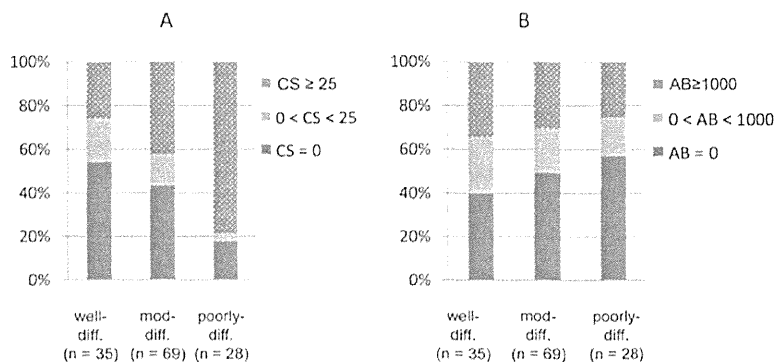 A
100%
80%
60%
40%
20%
0%
CS ≥ 25
0 < CS < 25
CS = 0
well-
diff.
(n = 35)
mod-
diff.
(n = 69)
poorly-
diff.
(n = 28)
B
100%
80%
60%
40%
20%
0%
AB≥1000
0 < AB < 1000
AB = 0
well-
diff.
(n = 35)
mod-
diff.
(n = 69)
poorly-
diff.
(n = 28)